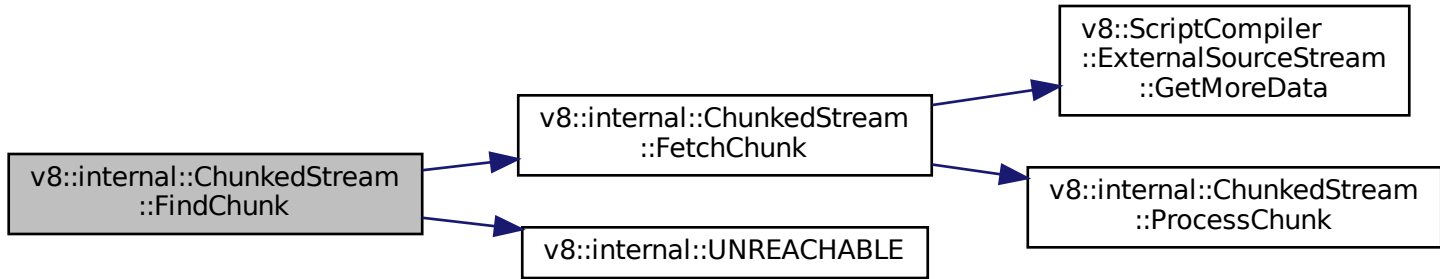 v8::internal::ChunkedStream
::FindChunk
v8::internal::ChunkedStream
::FetchChunk
v8::internal::UNREACHABLE
v8::ScriptCompiler
::ExternalSourceStream
::GetMoreData
v8::internal::ChunkedStream
::ProcessChunk